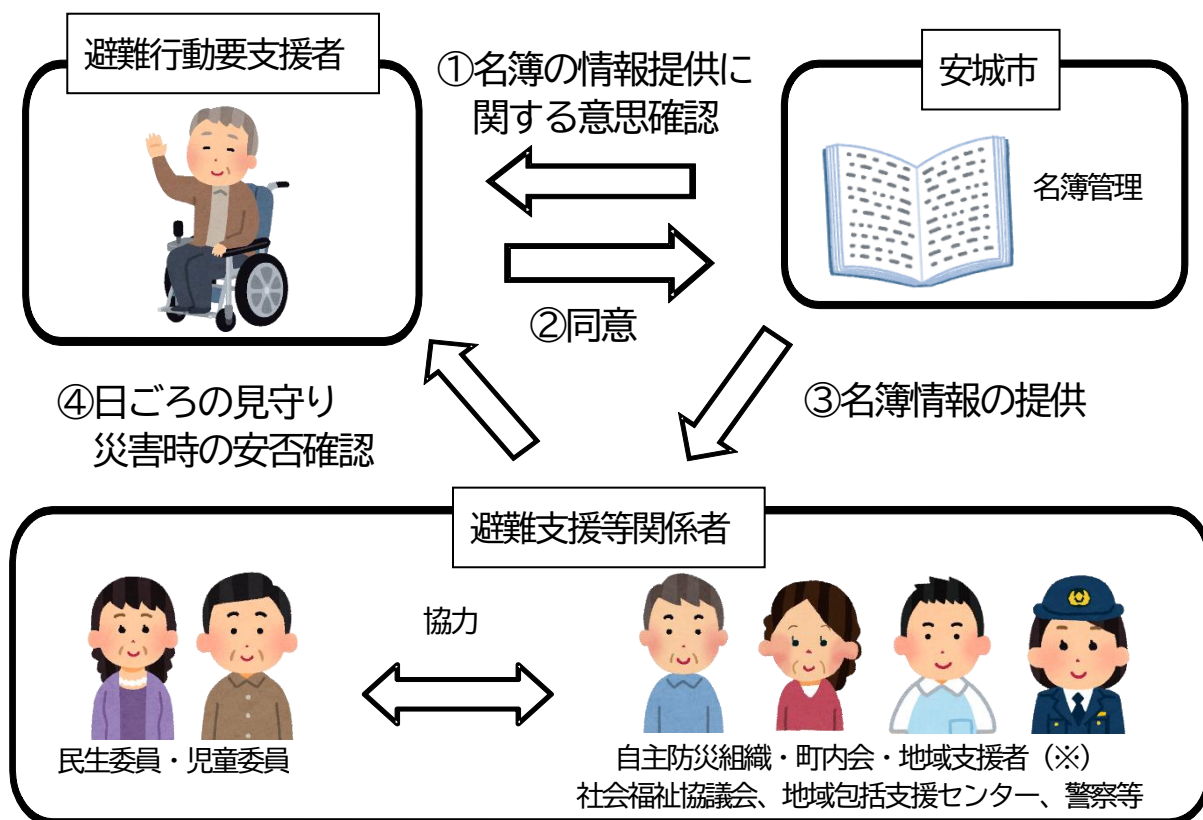 避難行動要支援者
①名簿の情報提供に
関する意思確認
安城市
名簿管理
②同意
④日ごろの見守り
災害時の安否確認
③名簿情報の提供
避難支援等関係者
協力
民生委員・児童委員
自主防災組織・町内会・地域支援者（※）
社会福祉協議会、地域包括支援センター、警察等